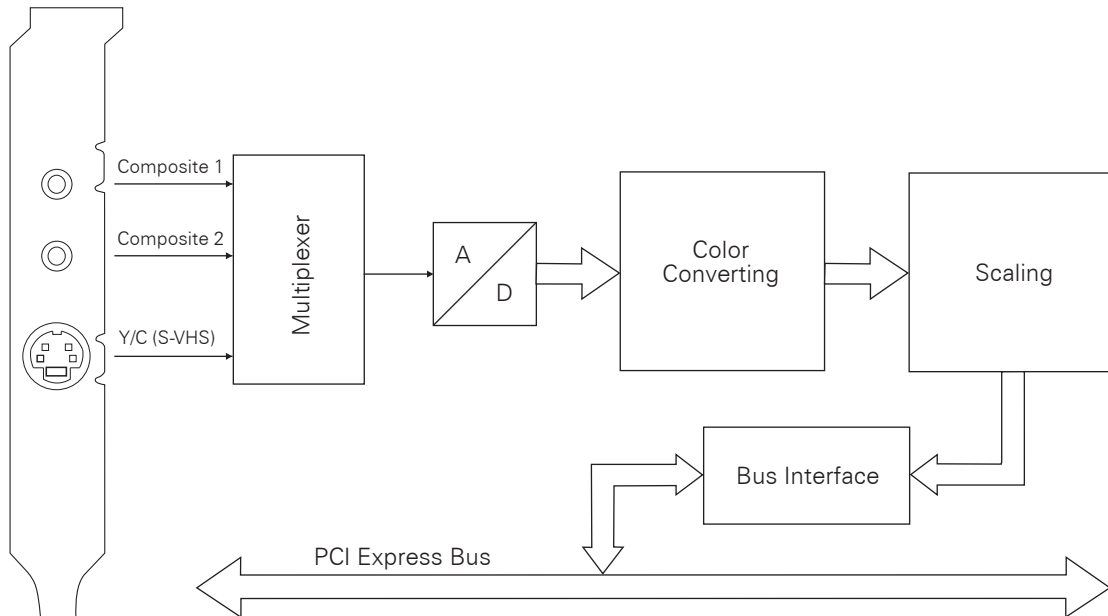 Composite 1
Composite 2
Y/C (S-VHS)
Multiplexer
A
D
Color
Converting
Scaling
Bus Interface
PCI Express Bus